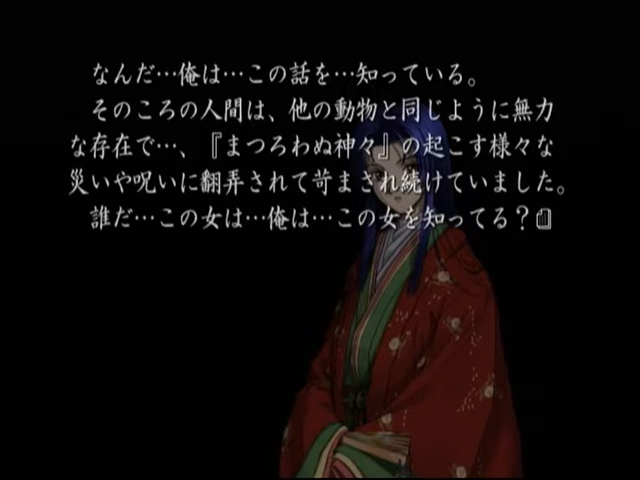 なんだ…俺は…この話を…知っている。
そのころの人間は、他の動物と同じように無力
な存在で…、『まつろわぬ神々』の起こす様々な
災いや呪いに翻弄されて苛まされ続けていました。
誰だ…この女は…俺は…この女を知ってる？